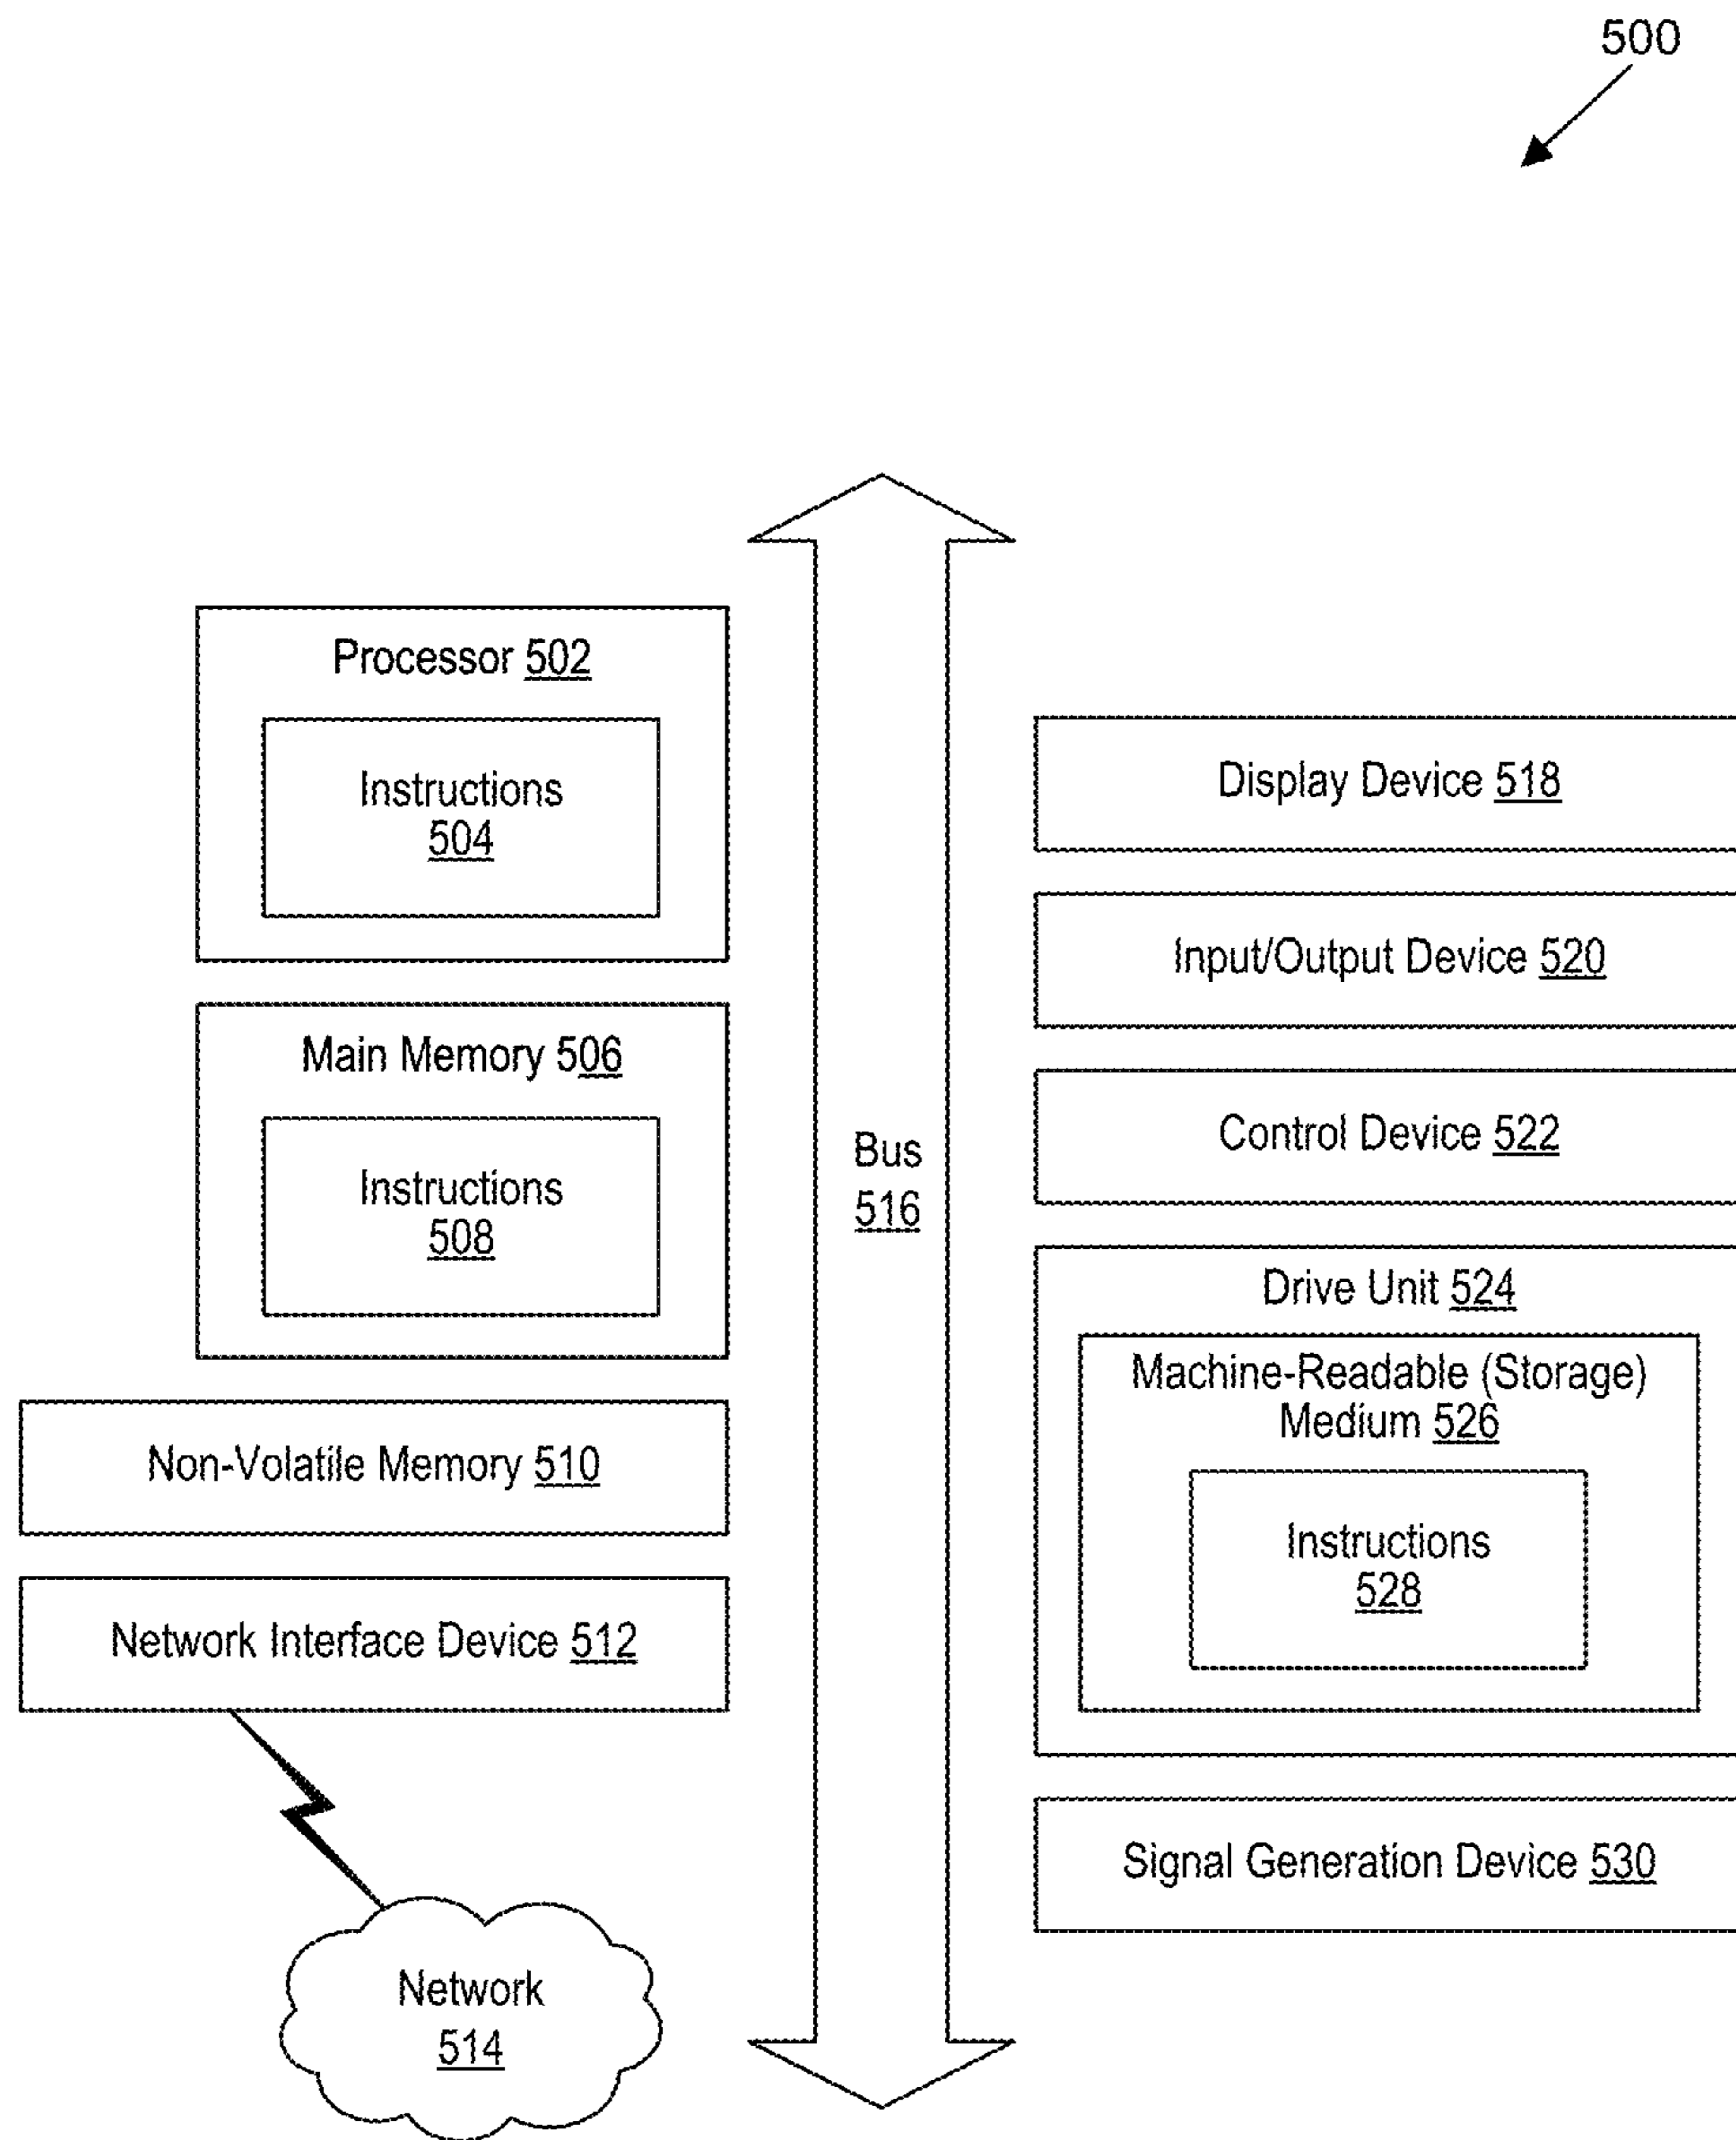 500
Processor 502
Instructions
504
Main Memory 506
Instructions
508
Non-Volatile Memory 510
Network Interface Device 512
Network
514
Bus
516
Display Device 518
Input/Output Device 520
Control Device 522
Drive Unit 524
Machine-Readable (Storage)
Medium 526
Instructions
528
Signal Generation Device 530